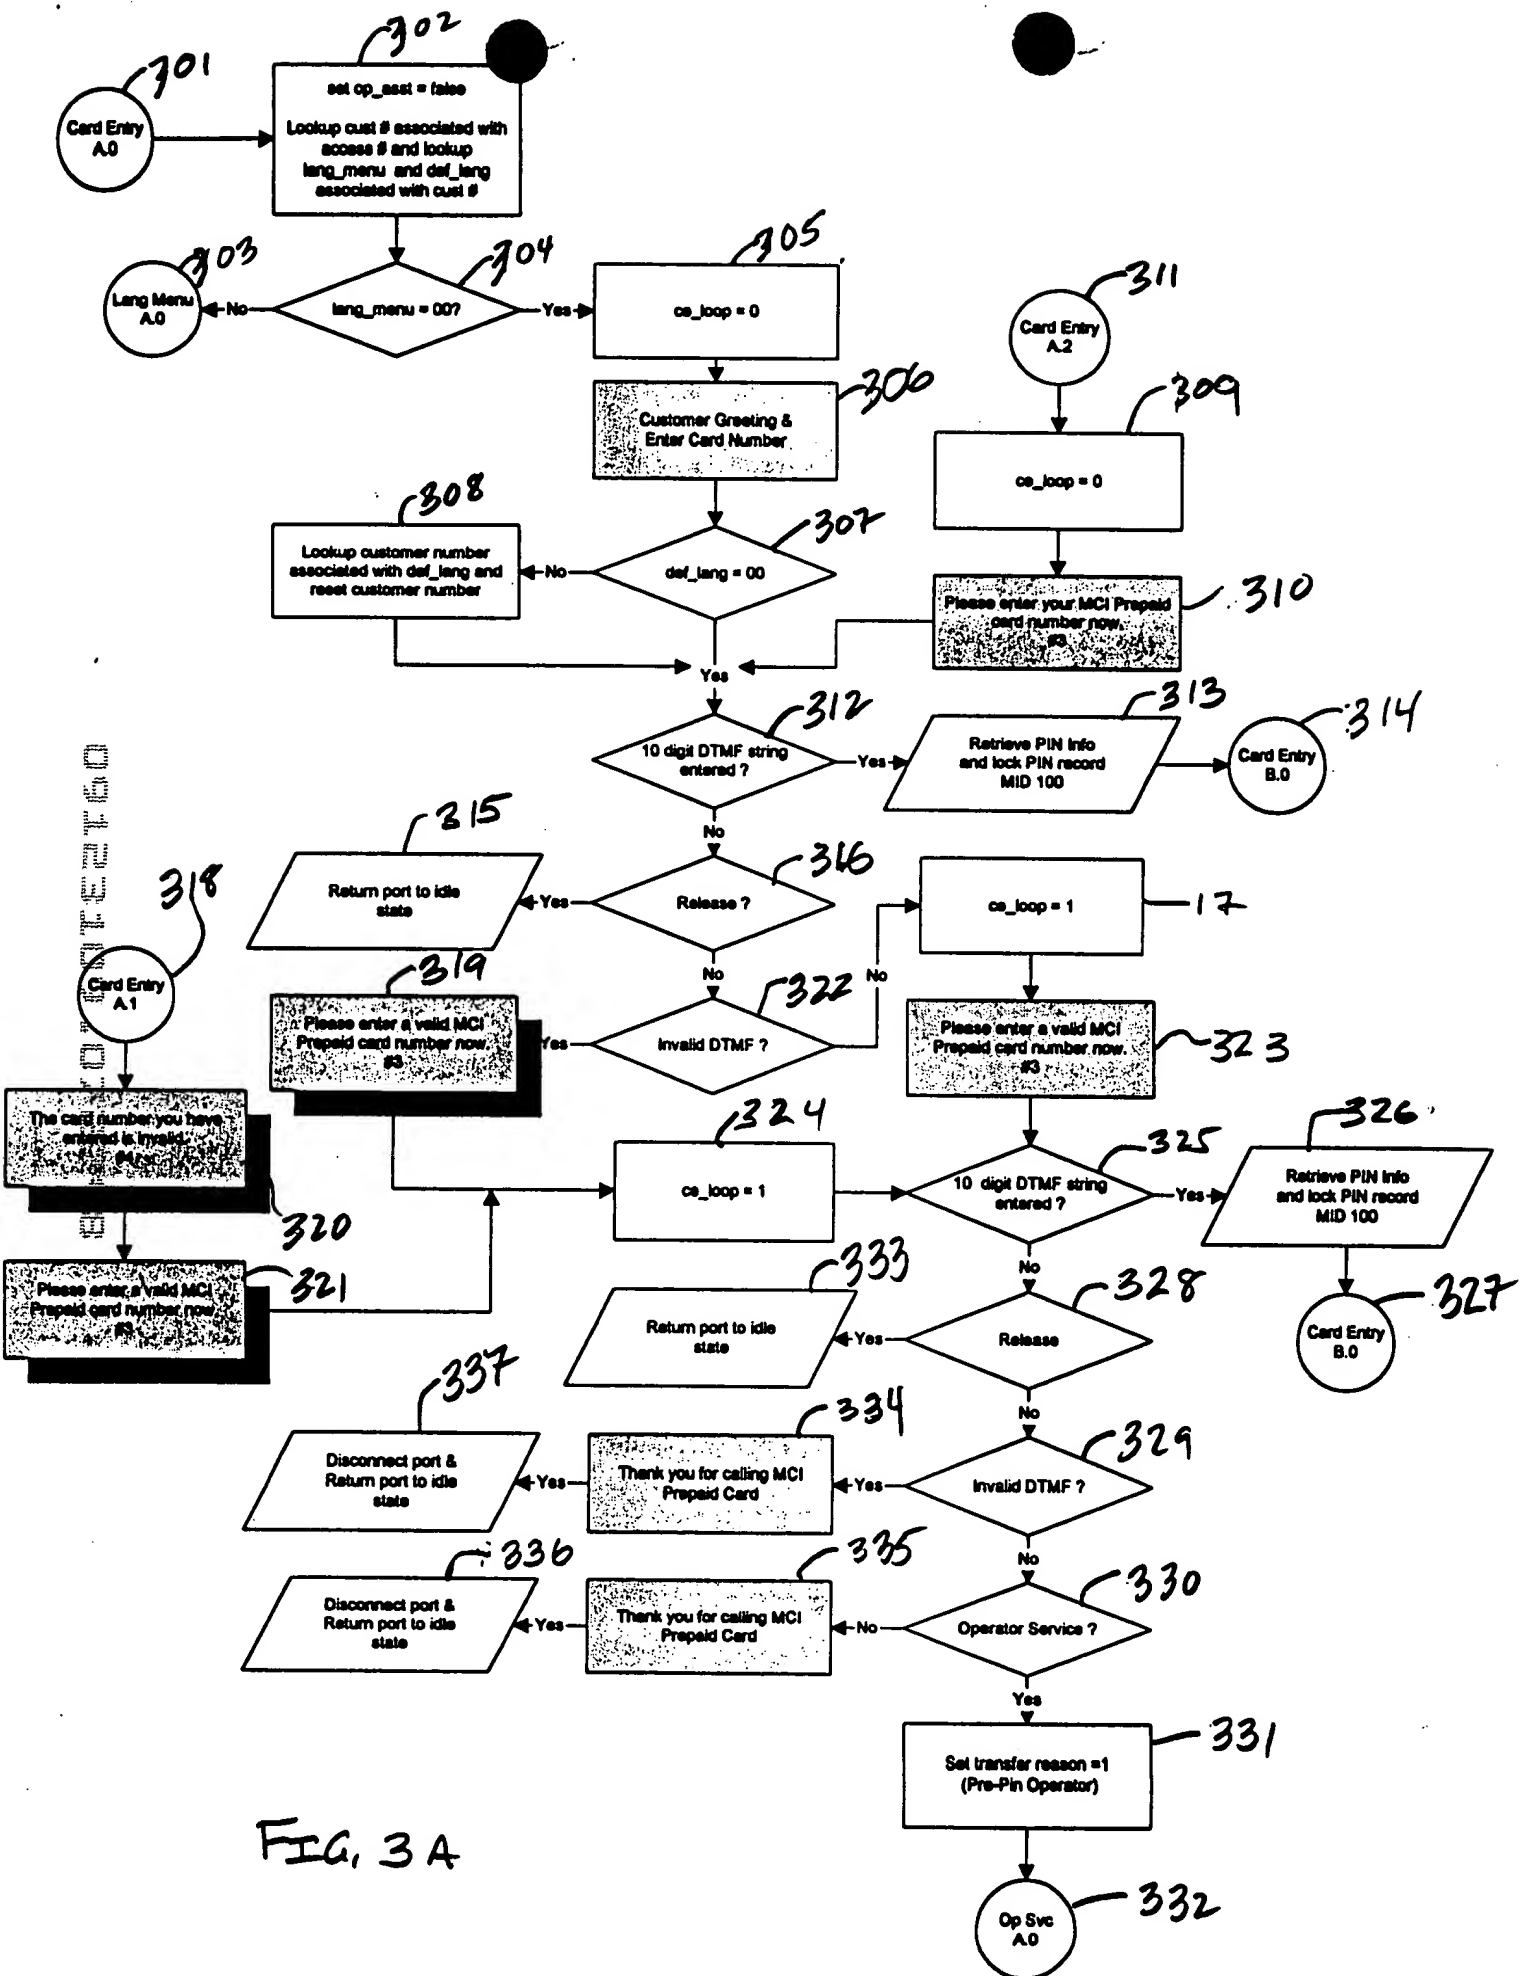 302
301
set op_asst = false
Card Entry
A.0
Lookup cust # associated with
access # and lookup
lang_menu and def_lang
associated with cust #
303
304
305
Lang Menu
A.0
No
lang_menu = 00?
Yes
ce_loop = 0
311
Card Entry
A.2
306
Customer Greeting &
Enter Card Number
309
ce_loop = 0
308
Lookup customer number
associated with def_lang and
reset customer number
No
307
def_lang = 00
310
Please enter your MCI Prepaid
card number now.
#3
Yes
312
10 digit DTMF string
entered ?
Yes
313
Retrieve PIN Info
and lock PIN record
MID 100
314
Card Entry
B.0
No
315
Return port to idle
state
Yes
316
Release ?
ce_loop = 1
17
318
Card Entry
A.1
No
No
319
Please enter a valid MCI
Prepaid card number now.
#3
Yes
322
Invalid DTMF ?
Please enter a valid MCI
Prepaid card number now.
#3
323
The card number you have
entered is invalid.
320
324
ce_loop = 1
325
10 digit DTMF string
entered ?
Yes
326
Retrieve PIN Info
and lock PIN record
MID 100
321
Please enter a valid MCI
Prepaid card number now.
#3
No
333
Return port to idle
state
Yes
328
Release
327
Card Entry
B.0
No
337
Disconnect port &
Return port to idle
state
Yes
334
Thank you for calling MCI
Prepaid Card
Yes
329
Invalid DTMF ?
No
336
Disconnect port &
Return port to idle
state
Yes
335
Thank you for calling MCI
Prepaid Card
No
330
Operator Service ?
Yes
331
Set transfer reason =1
(Pre-Pin Operator)
FIG. 3A
332
Op Svc
A.0